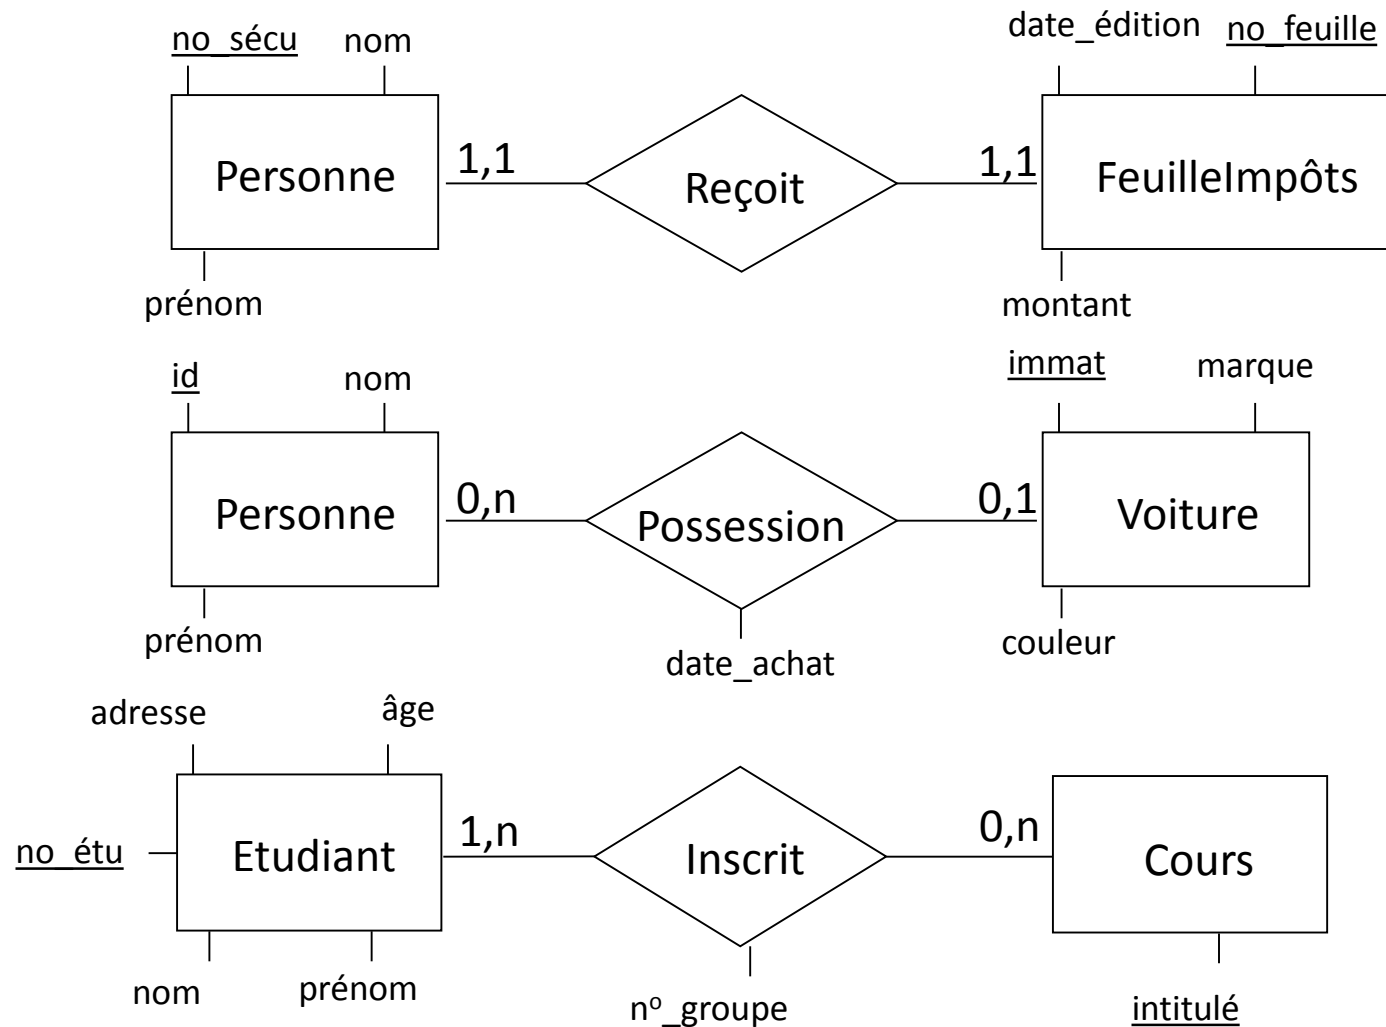 no_sécu nom date_édition no_feuille
Personne 1,1 Reçoit 1,1 FeuilleImpôts
prénom montant
id nom immat marque
Personne 0,n Possession 0,1 Voiture
prénom date_achat couleur
adresse âge
no_étu Etudiant 1,n Inscrit 0,n Cours
nom prénom nº_groupe intitulé